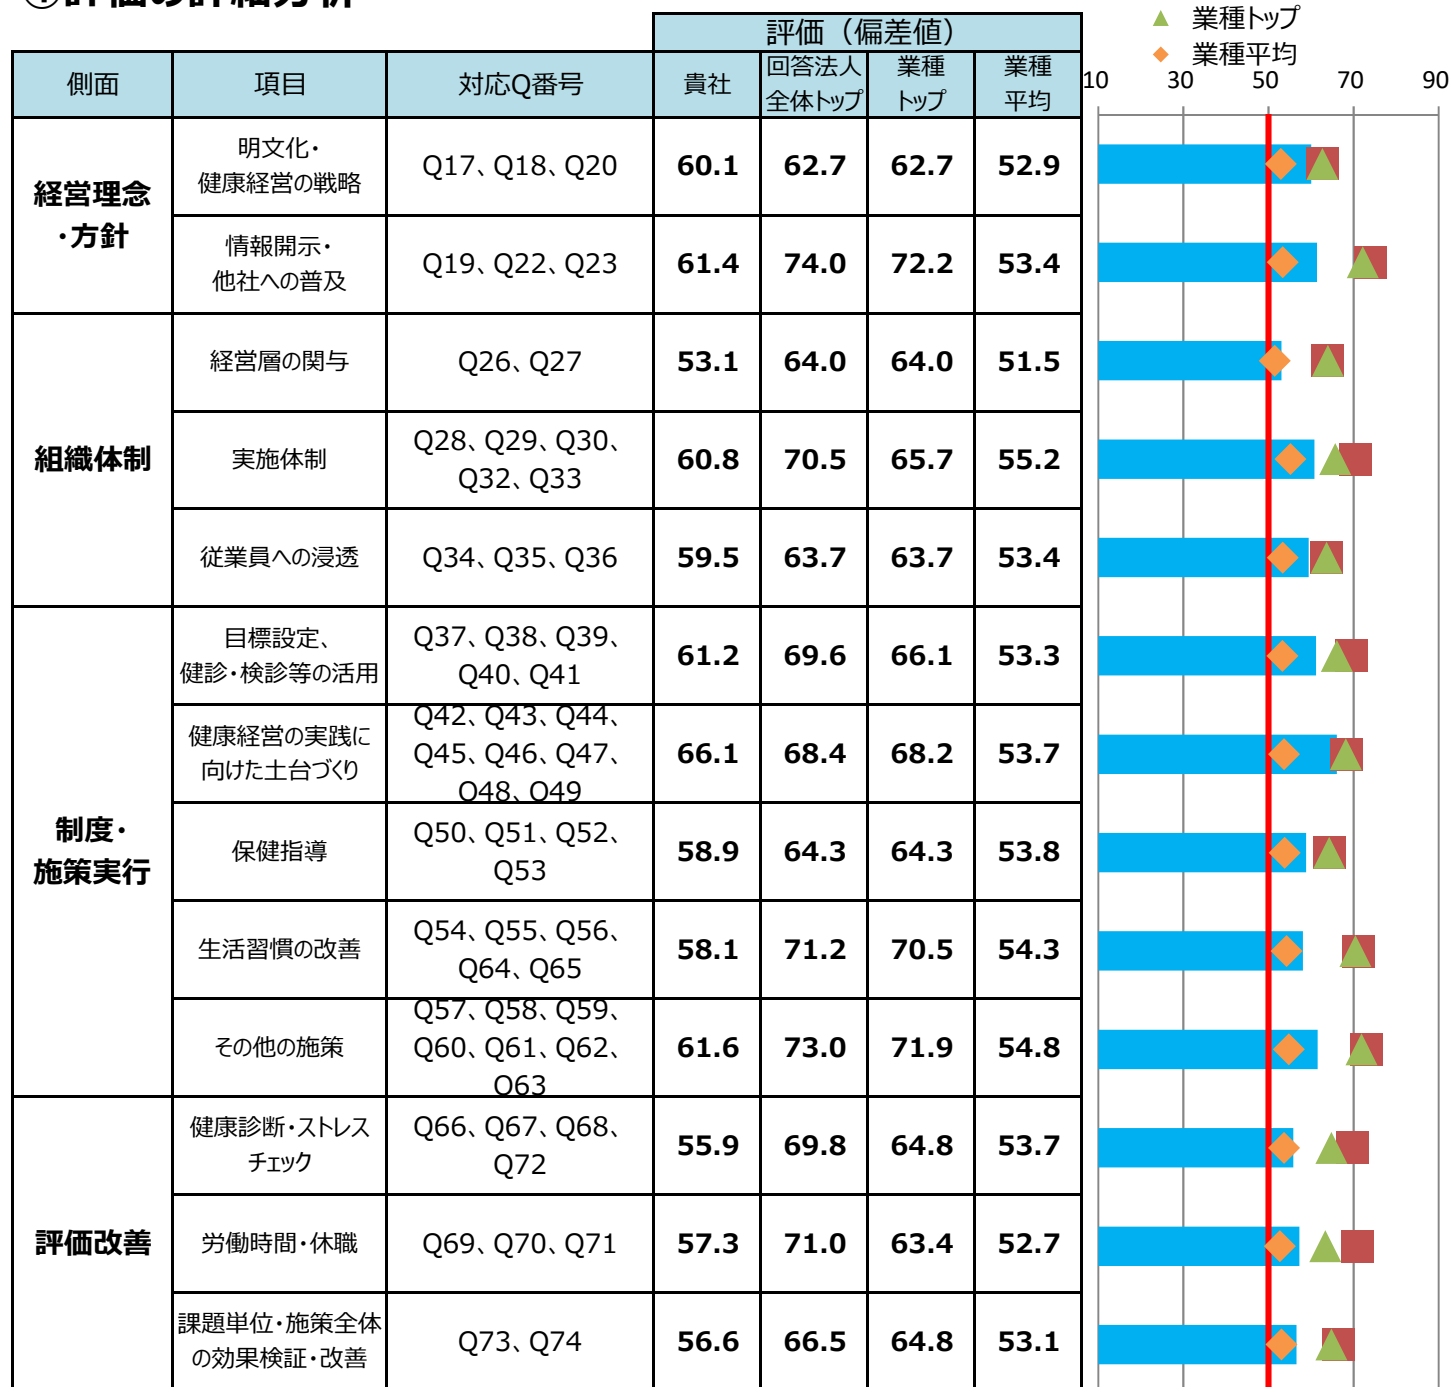 ▲ 業種トップ
◆ 業種平均
評価（偏差値）
側面 項目 対応Q番号 貴社 回答法人 業種 業種
全体トップ トップ 平均
10 30 50 70 90
経営理念
・方針
明文化・
健康経営の戦略
Q17、Q18、Q20
60.1 62.7 62.7 52.9
情報開示・
他社への普及
Q19、Q22、Q23
61.4 74.0 72.2 53.4
組織体制
経営層の関与
Q26、Q27
53.1 64.0 64.0 51.5
実施体制
Q28、Q29、Q30、
Q32、Q33
60.8 70.5 65.7 55.2
従業員への浸透
Q34、Q35、Q36
59.5 63.7 63.7 53.4
制度・
施策実行
目標設定、
健診・検診等の活用
Q37、Q38、Q39、
Q40、Q41
61.2 69.6 66.1 53.3
健康経営の実践に
向けた土台づくり
Q42、Q43、Q44、
Q45、Q46、Q47、
Q48、Q49
66.1 68.4 68.2 53.7
保健指導
Q50、Q51、Q52、
Q53
58.9 64.3 64.3 53.8
生活習慣の改善
Q54、Q55、Q56、
Q64、Q65
58.1 71.2 70.5 54.3
その他の施策
Q57、Q58、Q59、
Q60、Q61、Q62、
Q63
61.6 73.0 71.9 54.8
評価改善
健康診断・ストレス
チェック
Q66、Q67、Q68、
Q72
55.9 69.8 64.8 53.7
労働時間・休職
Q69、Q70、Q71
57.3 71.0 63.4 52.7
課題単位・施策全体
の効果検証・改善
Q73、Q74
56.6 66.5 64.8 53.1